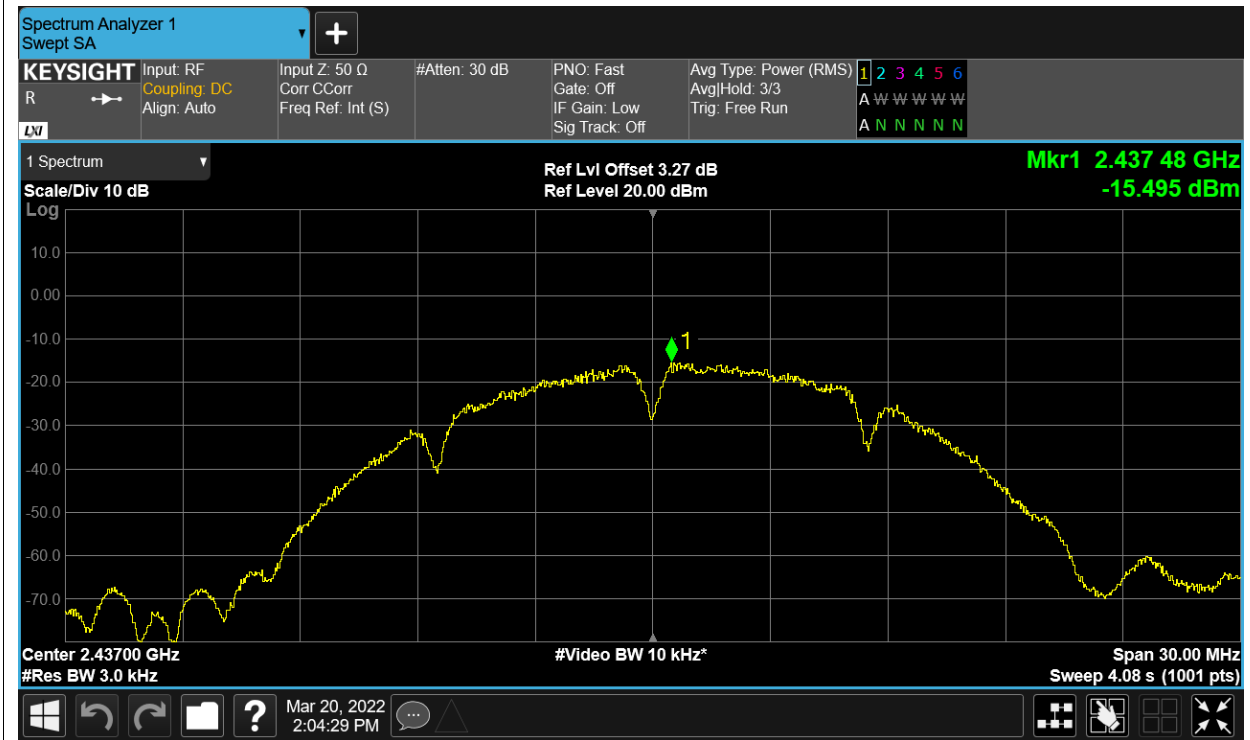 Spectrum Analyzer 1
Swept SA
KEYSIGHT
R
LXI
Input: RF
Coupling: DC
Align: Auto
Input Z: 50 Ω
Corr CCorr
Freq Ref: Int (S)
#Atten: 30 dB
PNO: Fast
Gate: Off
IF Gain: Low
Sig Track: Off
Avg Type: Power (RMS)
Avg|Hold: 3/3
Trig: Free Run
1 2 3 4 5 6
A W W W W W
A N N N N N
1 Spectrum
Scale/Div 10 dB
Log
Ref Lvl Offset 3.27 dB
Ref Level 20.00 dBm
Mkr1 2.437 48 GHz
-15.495 dBm
10.0
0.00
-10.0
-20.0
-30.0
-40.0
-50.0
-60.0
-70.0
1
Center 2.43700 GHz
#Res BW 3.0 kHz
#Video BW 10 kHz*
Span 30.00 MHz
Sweep 4.08 s (1001 pts)
?
Mar 20, 2022
2:04:29 PM